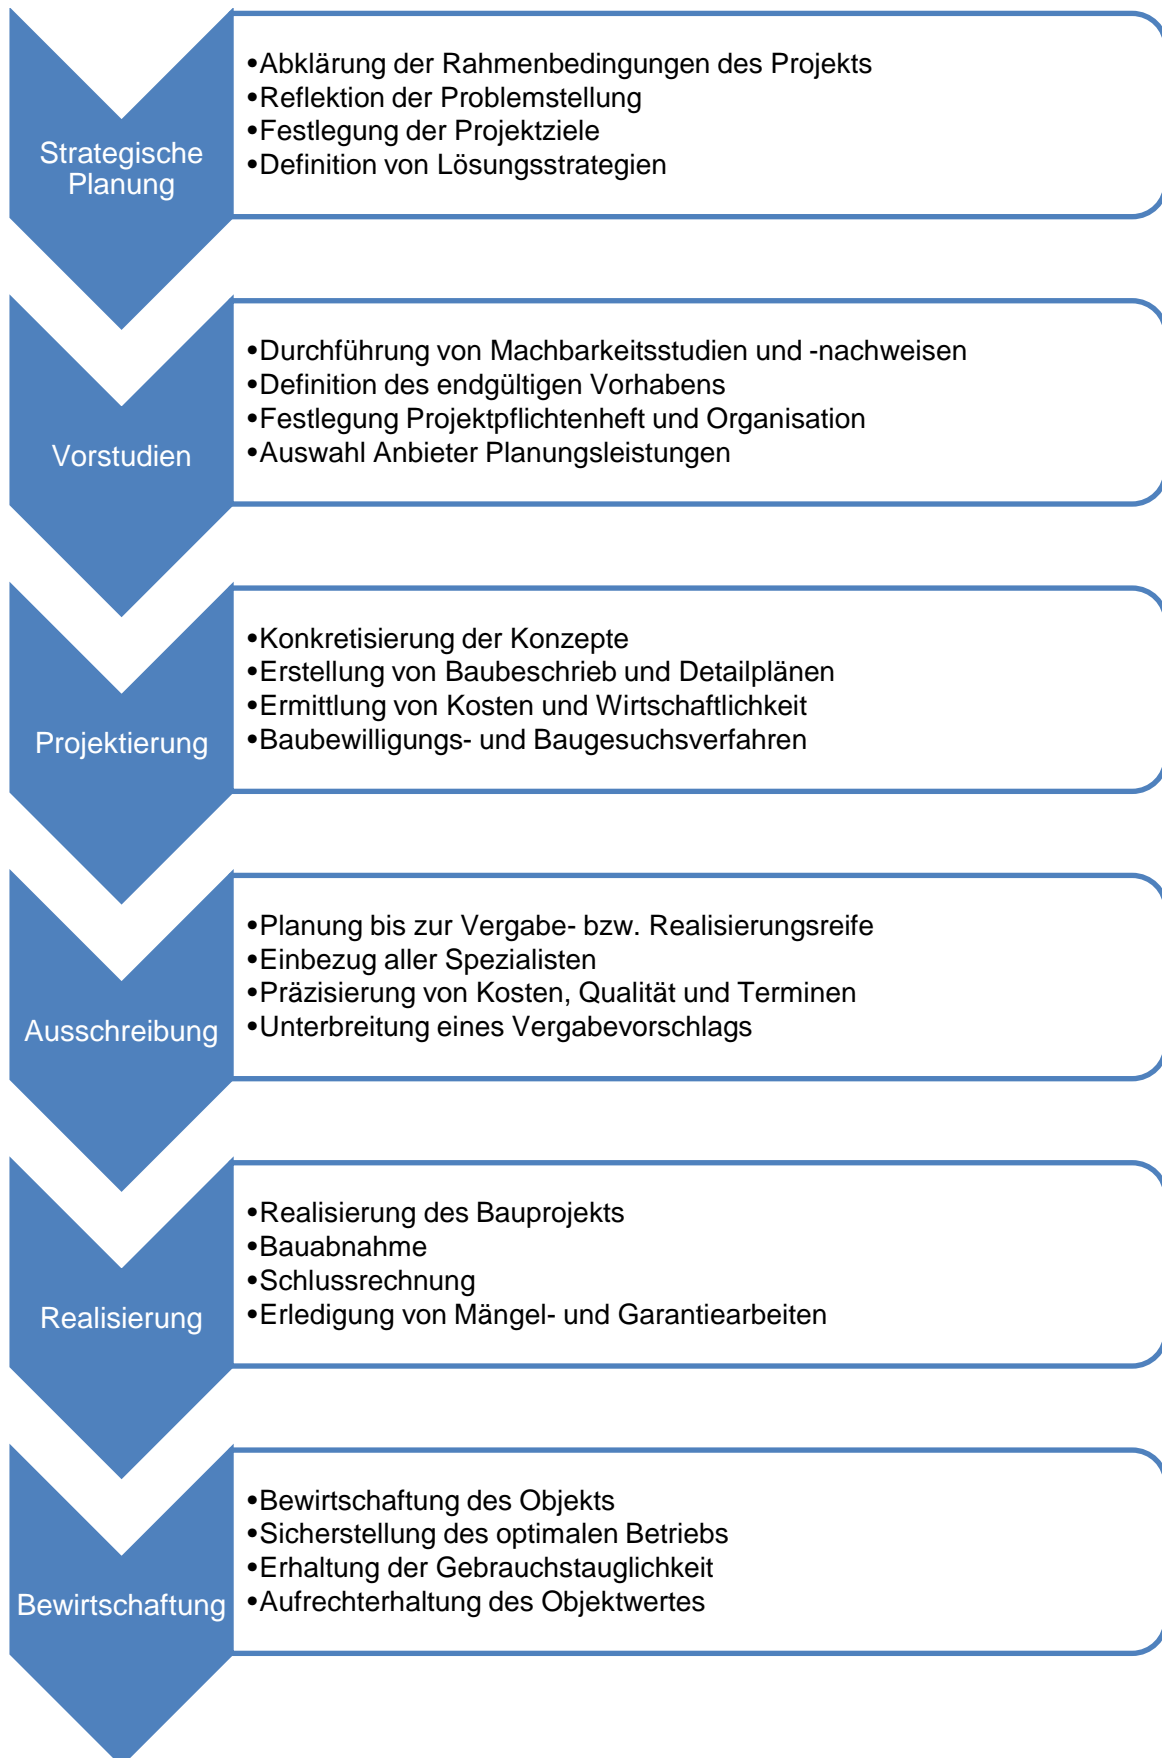 Strategische
Planung
•Abklärung der Rahmenbedingungen des Projekts
•Reflektion der Problemstellung
•Festlegung der Projektziele
•Definition von Lösungsstrategien
Vorstudien
•Durchführung von Machbarkeitsstudien und -nachweisen
•Definition des endgültigen Vorhabens
•Festlegung Projektpflichtenheft und Organisation
•Auswahl Anbieter Planungsleistungen
Projektierung
•Konkretisierung der Konzepte
•Erstellung von Baubeschrieb und Detailplänen
•Ermittlung von Kosten und Wirtschaftlichkeit
•Baubewilligungs- und Baugesuchsverfahren
Ausschreibung
•Planung bis zur Vergabe- bzw. Realisierungsreife
•Einbezug aller Spezialisten
•Präzisierung von Kosten, Qualität und Terminen
•Unterbreitung eines Vergabevorschlags
Realisierung
•Realisierung des Bauprojekts
•Bauabnahme
•Schlussrechnung
•Erledigung von Mängel- und Garantiearbeiten
Bewirtschaftung
•Bewirtschaftung des Objekts
•Sicherstellung des optimalen Betriebs
•Erhaltung der Gebrauchstauglichkeit
•Aufrechterhaltung des Objektwertes